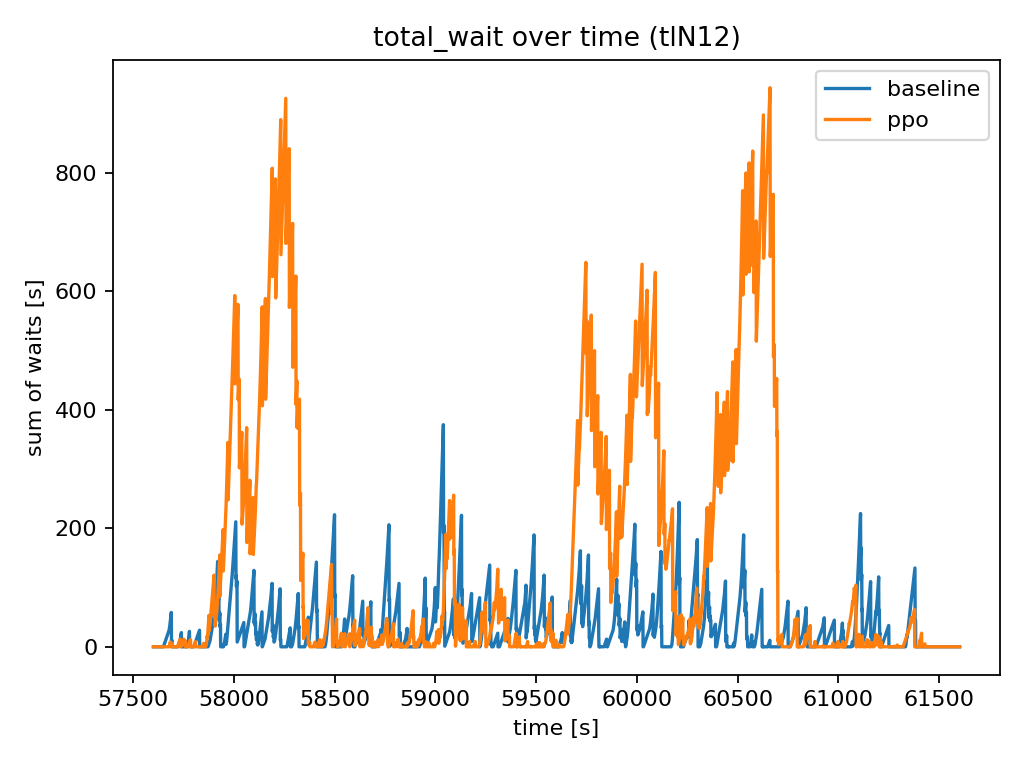 total_wait over time (tlN12)
baseline
ppo
sum of waits [s]
800
600
400
200
0
57500 58000 58500 59000 59500 60000 60500 61000 61500
time [s]